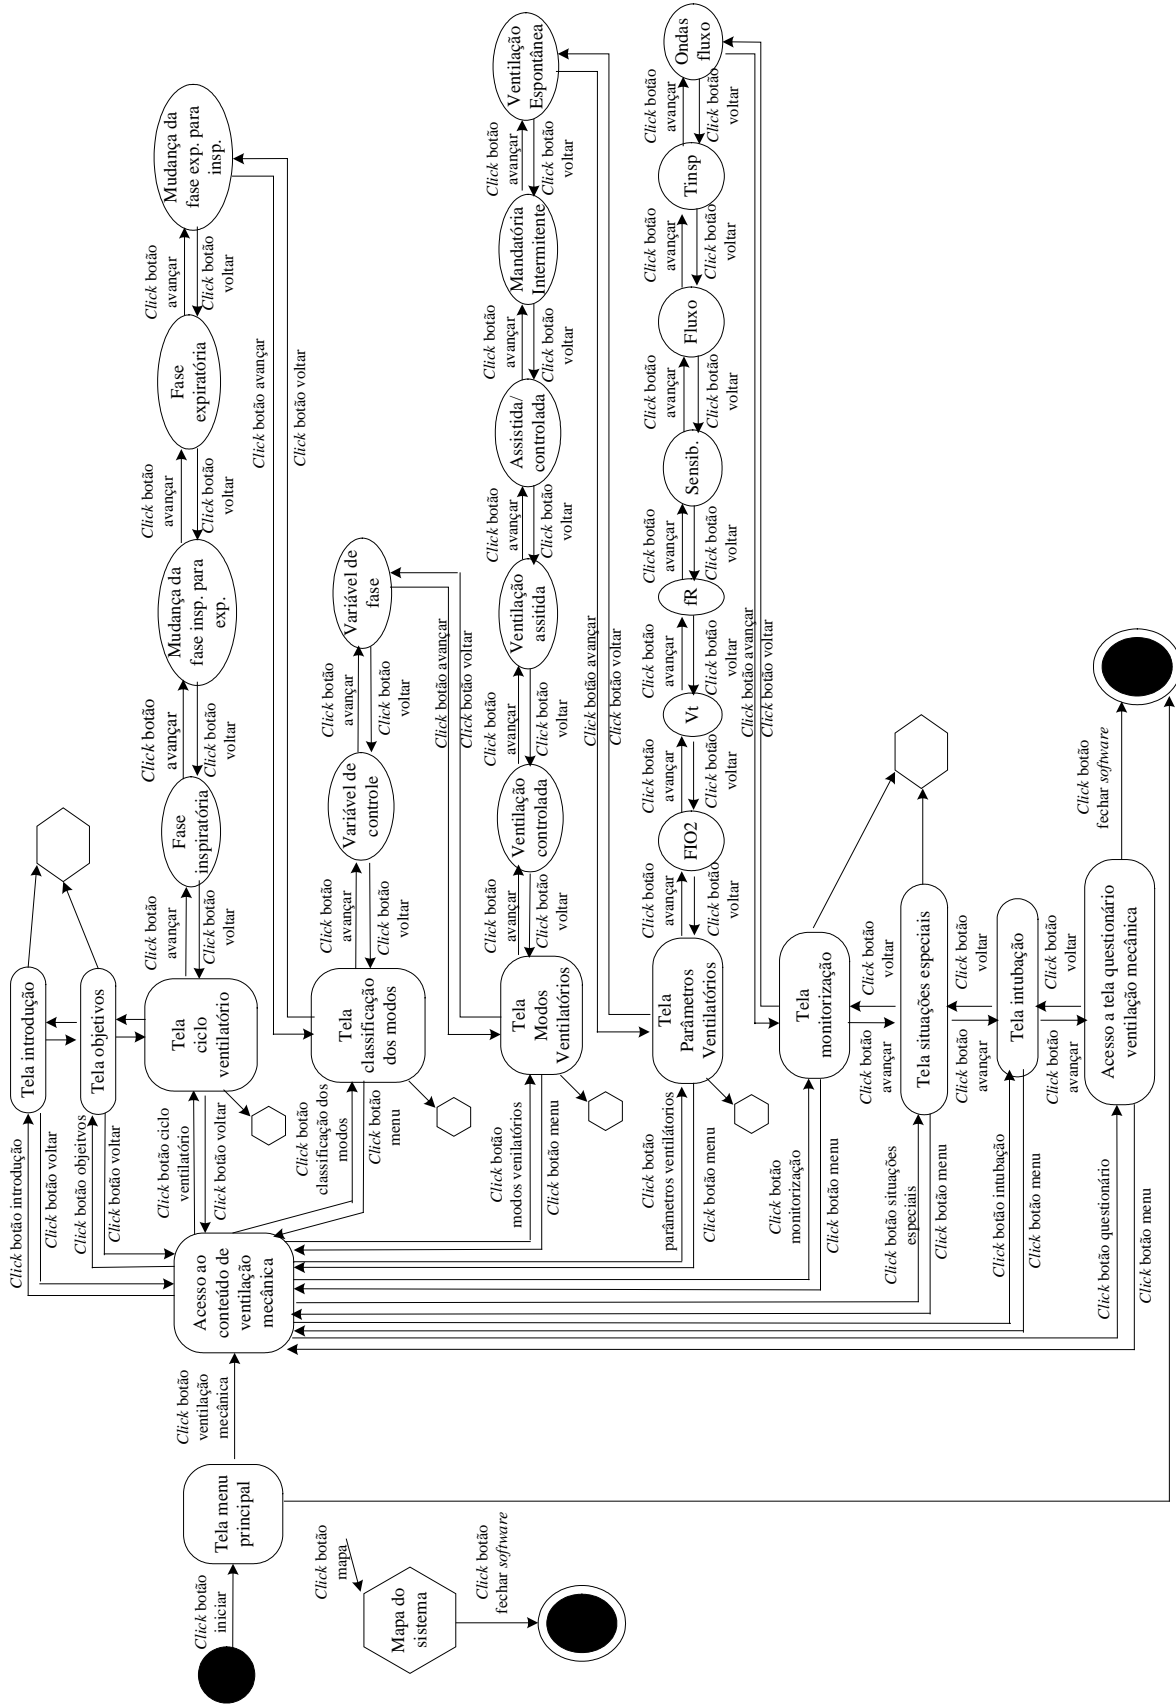 Click botão
iniciar
Tela menu
principal
Click botão
ventilação
mecânica
Acesso ao
conteúdo de
ventilação
mecânica
Click botão
mapa
Mapa do
sistema
Click botão
fechar software
Click botão introdução
Click botão voltar
Tela introdução
Click botão objeitvos
Click botão voltar
Tela objetivos
Click botão ciclo
ventilatório
Click botão voltar
Tela
ciclo
ventilatório
Click botão
avançar
Click botão
voltar
Fase
inspiratória
Click botão
avançar
Click botão
voltar
Mudança da
fase insp. para
exp.
Click botão
avançar
Click botão
voltar
Fase
expiratória
Click botão
avançar
Click botão
voltar
Mudança da
fase exp. para
insp.
Click botão avançar
Click botão voltar
Click botão
classificação dos
modos
Click botão
menu
Tela
classificação
dos modos
Click botão
avançar
Click botão
voltar
Variável de
controle
Click botão
avançar
Click botão
voltar
Variável de
fase
Click botão avançar
Click botão voltar
Click botão
modos venilatórios
Click botão menu
Tela
Modos
Ventilatórios
Click botão
avançar
Click botão
voltar
Ventilação
controlada
Click botão
avançar
Click botão
voltar
Ventilação
assitida
Click botão
avançar
Click botão
voltar
Assistida/
controlada
Click botão
avançar
Click botão
voltar
Mandatória
Intermitente
Click botão
avançar
Click botão
voltar
Ventilação
Espontânea
Click botão avançar
Click botão voltar
Click botão
parâmetros ventilátórios
Click botão menu
Tela
Parâmetros
Ventilatórios
Click botão
avançar
Click botão
voltar
FIO2
Click botão
avançar
Click botão
voltar
Vt
Click botão
avançar
Click botão
voltar
fR
Click botão
avançar
Click botão
voltar
Sensib.
Click botão
avançar
Click botão
voltar
Fluxo
Click botão
avançar
Click botão
voltar
Tinsp
Click botão
avançar
Click botão
voltar
Ondas
fluxo
Click botão avançar
Click botão voltar
Click botão
monitorização
Click botão menu
Tela
monitorização
Click botão
avançar
Click botão
voltar
Click botão situações
especiais
Click botão menu
Tela situações especiais
Click botão
avançar
Click botão
voltar
Click botão intubação
Click botão menu
Tela intubação
Click botão
avançar
Click botão
voltar
Click botão questionário
Click botão menu
Acesso a tela questionário
ventilação mecânica
Click botão
fechar software